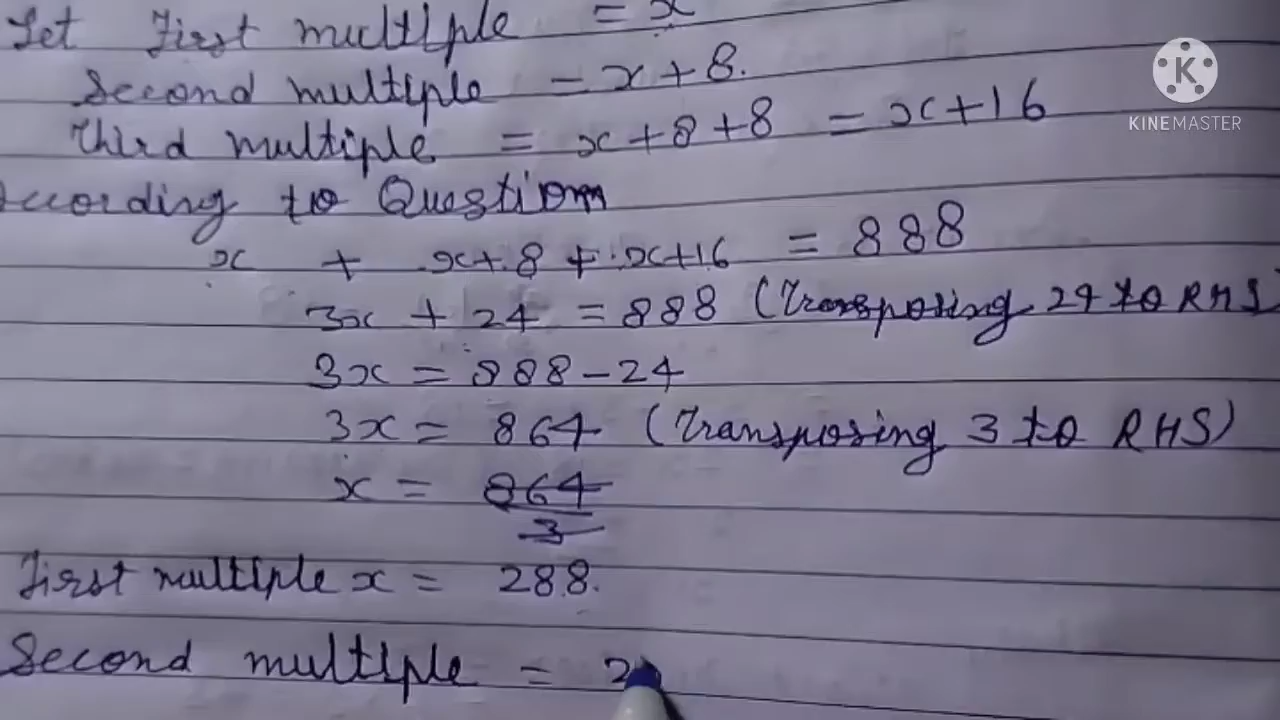 Let First multiple = x
Second multiple = x + 8.
Third multiple = x + 8 + 8 = x + 16
According to Question
x + x + 8 + x + 16 = 888
3x + 24 = 888 (Transposing 24 to RHS)
3x = 888 - 24
3x = 864 (Transposing 3 to RHS)
x = 864
3
First multiple x = 288.
Second multiple = 2
K
KINEMASTER